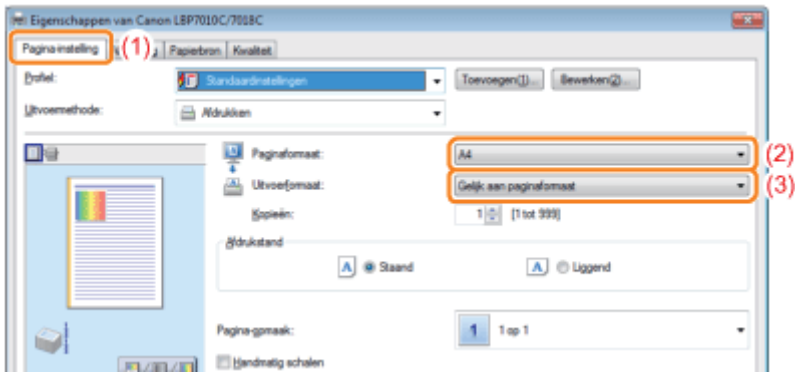 Eigenschappen van Canon LBP7010C/7018C
Pagina-instelling (1) Papierbron Kwaliteit
Profiel: Standaardinstellingen Toevoegen(1)... Bewerken(2)...
Uitvoermethode: Afdrukken
Paginaformaat: A4 (2)
Uitvoerformaat: Gelijk aan paginaformaat (3)
Kopieën: 1 [1 tot 999]
Afdrukstand
A Staand A Liggend
Pagina-opmaak: 1 1 op 1
Handmatig schalen